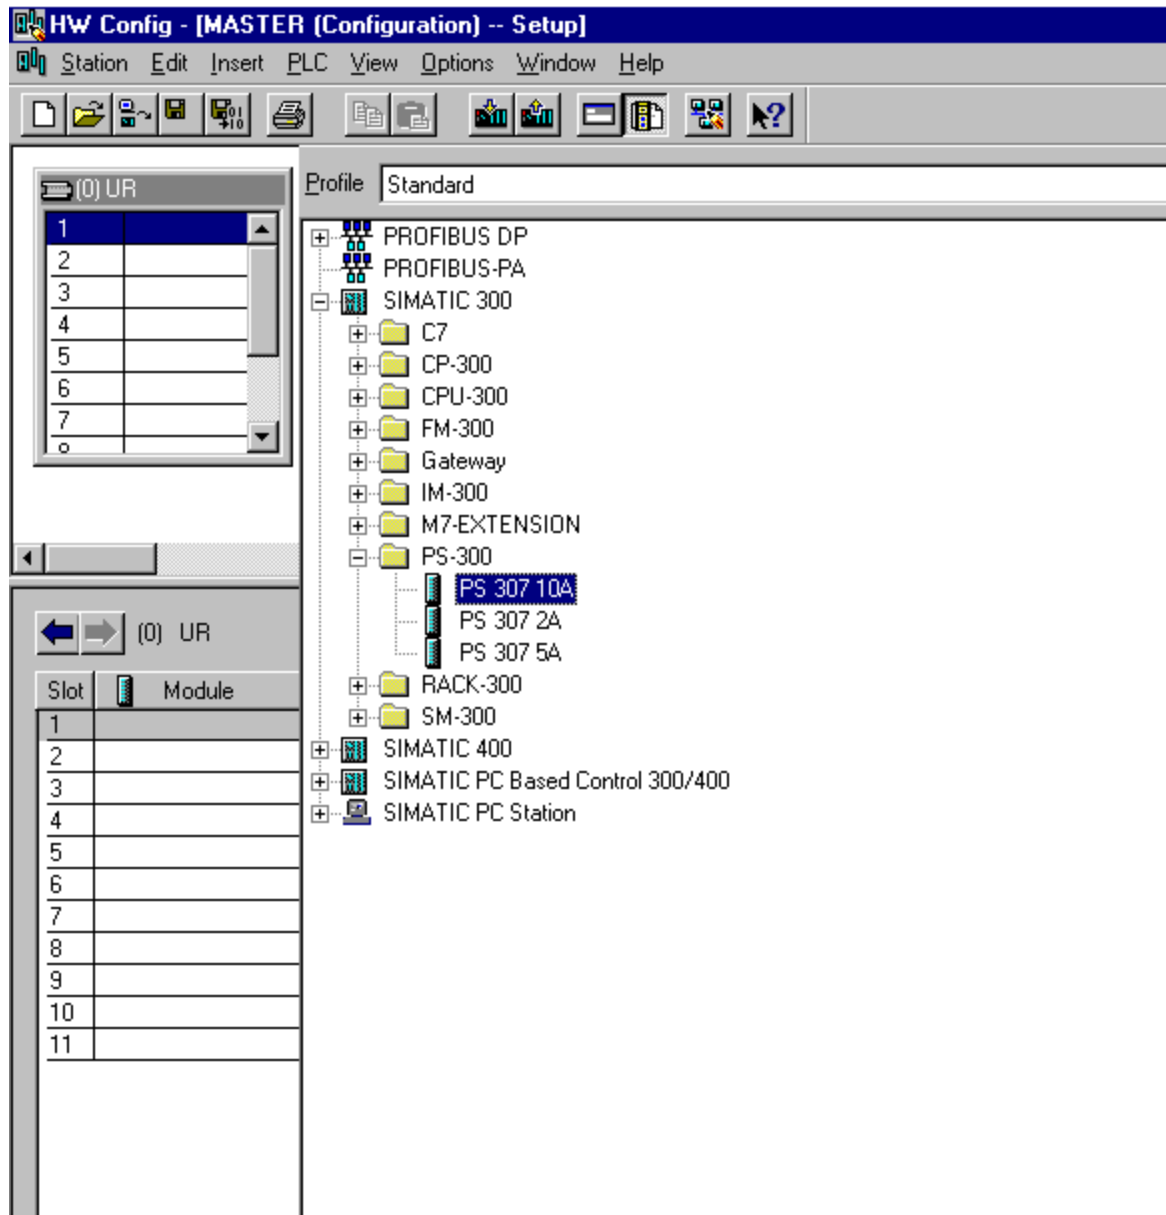 HW Config - [MASTER (Configuration) -- Setup]
Station Edit Insert PLC View Options Window Help
(0) UR
1
2
3
4
5
6
7
Profile Standard
PROFIBUS DP
PROFIBUS-PA
SIMATIC 300
C7
CP-300
CPU-300
FM-300
Gateway
IM-300
M7-EXTENSION
PS-300
PS 307 10A
PS 307 2A
PS 307 5A
RACK-300
SM-300
SIMATIC 400
SIMATIC PC Based Control 300/400
SIMATIC PC Station
(0) UR
Slot Module
1
2
3
4
5
6
7
8
9
10
11